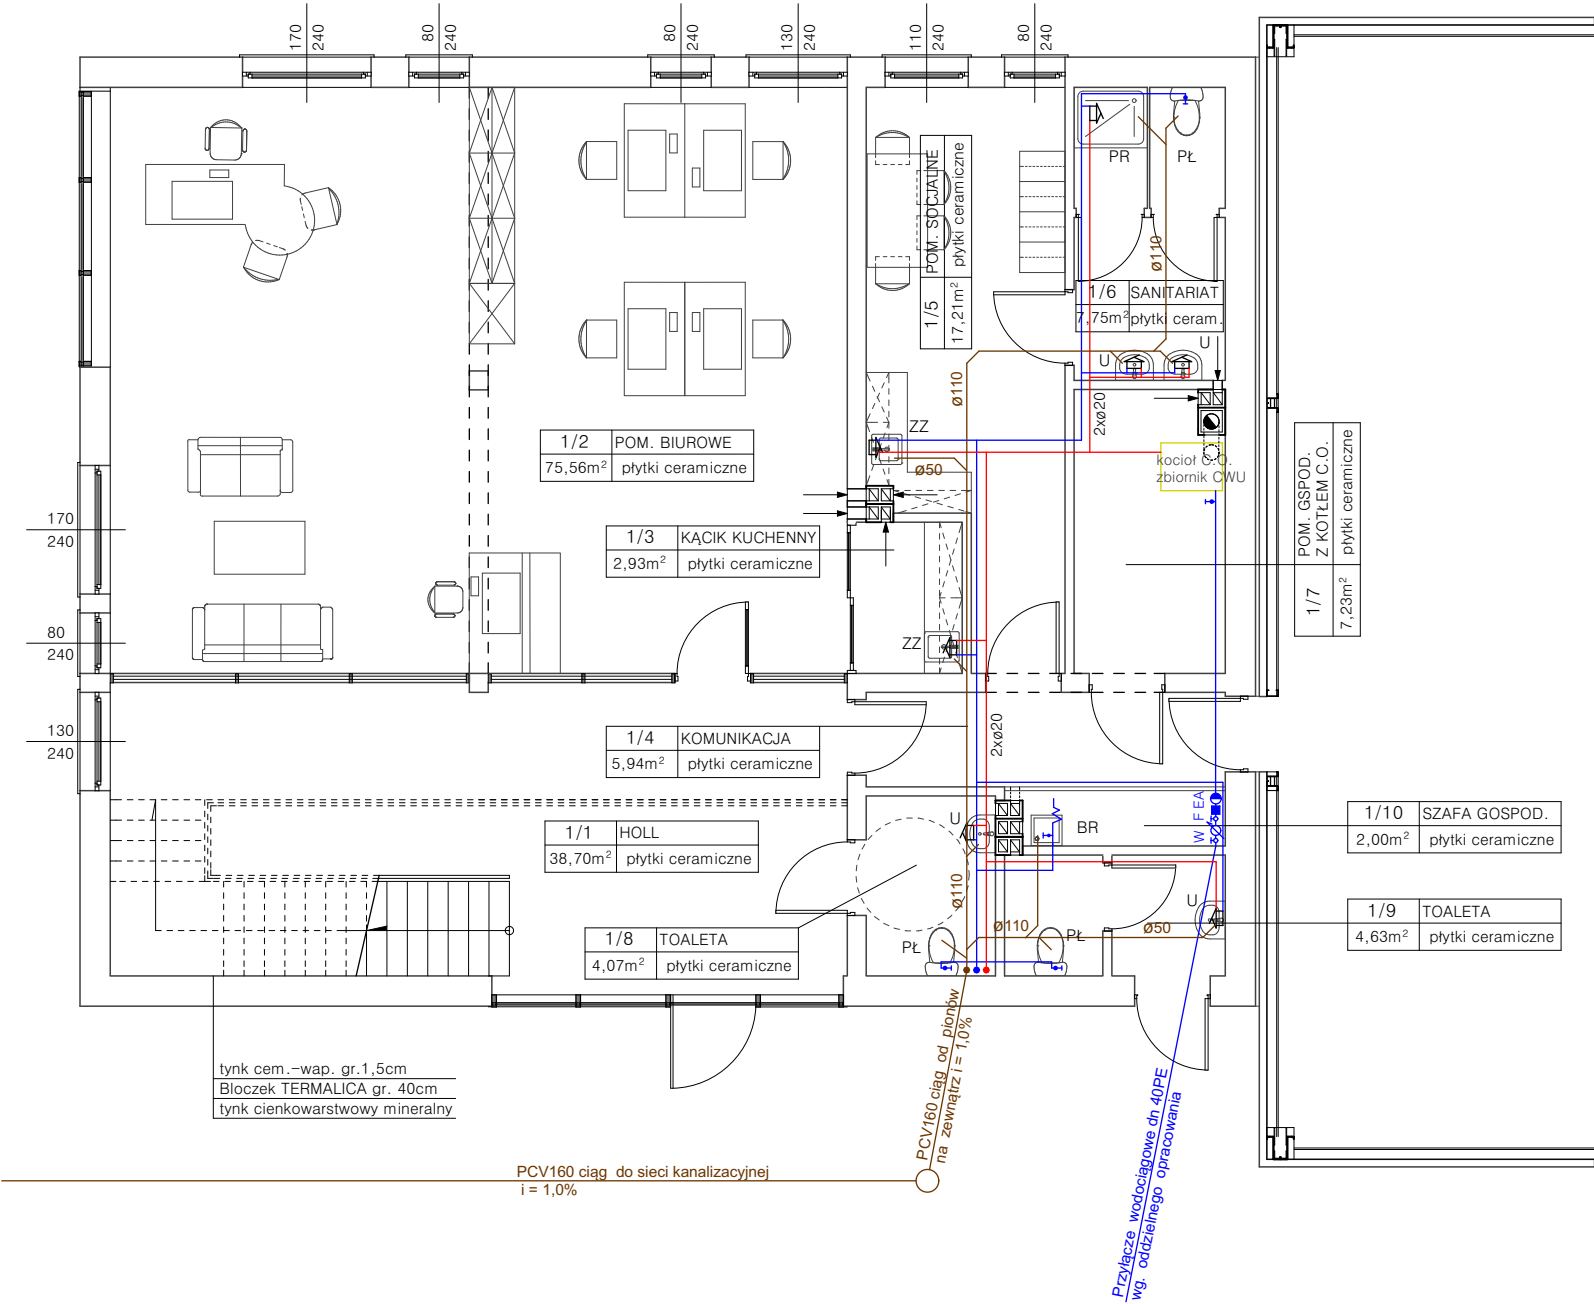 170
240
80
240
80
240
130
240
110
240
80
240
PR
PŁ
1/5
POM. SOCJALNE
17,21m²
płytki ceramiczne
ø110
1/6 SANITARIAT
7,75m² płytki ceram.
U
U
ø110
2xø20
1/2 POM. BIUROWE
75,56m² płytki ceramiczne
ZZ
ø50
kocioł C.O.
zbiornik CWU
1/7
POM. GSPOD.
Z KOTŁEM C.O.
7,23m²
płytki ceramiczne
170
240
1/3 KĄCIK KUCHENNY
2,93m² płytki ceramiczne
80
240
ZZ
130
240
1/4 KOMUNIKACJA
5,94m² płytki ceramiczne
2xø20
1/1 HOLL
38,70m² płytki ceramiczne
U
BR
W F EA
1/10 SZAFA GOSPOD.
2,00m² płytki ceramiczne
ø110
U
1/9 TOALETA
4,63m² płytki ceramiczne
1/8 TOALETA
4,07m² płytki ceramiczne
PŁ
ø110
PŁ
ø50
tynk cem.-wap. gr.1,5cm
Bloczek TERMALICA gr. 40cm
tynk cienkowarstwowy mineralny
PCV160 ciąg od pionów
na zewnątrz i = 1,0%
PCV160 ciąg do sieci kanalizacyjnej
i = 1,0%
Przyłącze wodociągowe dn 40PE
wg. oddzielnego opracowania